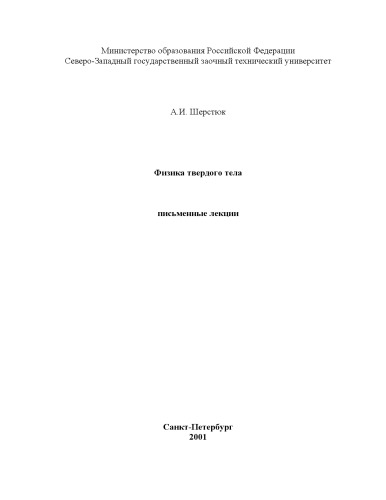 Министерство образования Российской Федерации
Северо-Западный государственный заочный технический университет
А.И. Шерстюк
Физика твердого тела
письменные лекции
Санкт-Петербург
2001